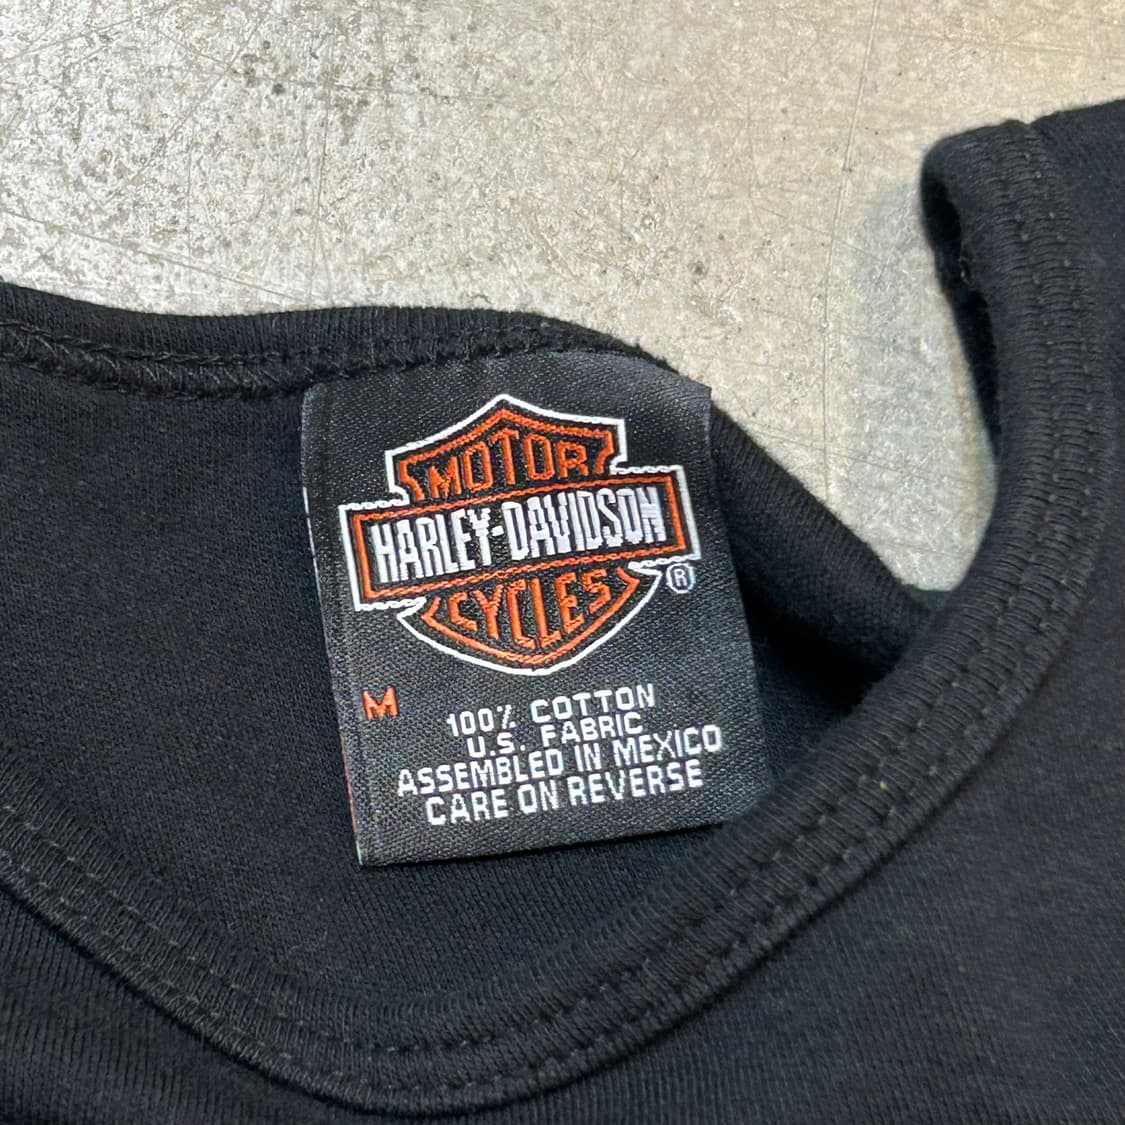 MOTOR
HARLEY-DAVIDSON
CYCLES
®
M
100% COTTON
U.S. FABRIC
ASSEMBLED IN MEXICO
CARE ON REVERSE